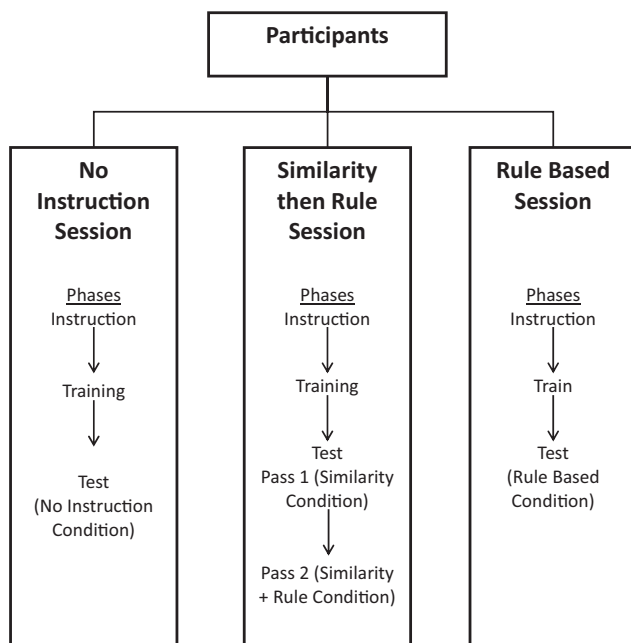 Participants
No
Instruction
Session
Phases
Instruction
Training
Test
(No Instruction
Condition)
Similarity
then Rule
Session
Phases
Instruction
Training
Test
Pass 1 (Similarity
Condition)
Pass 2 (Similarity
+ Rule Condition)
Rule Based
Session
Phases
Instruction
Train
Test
(Rule Based
Condition)